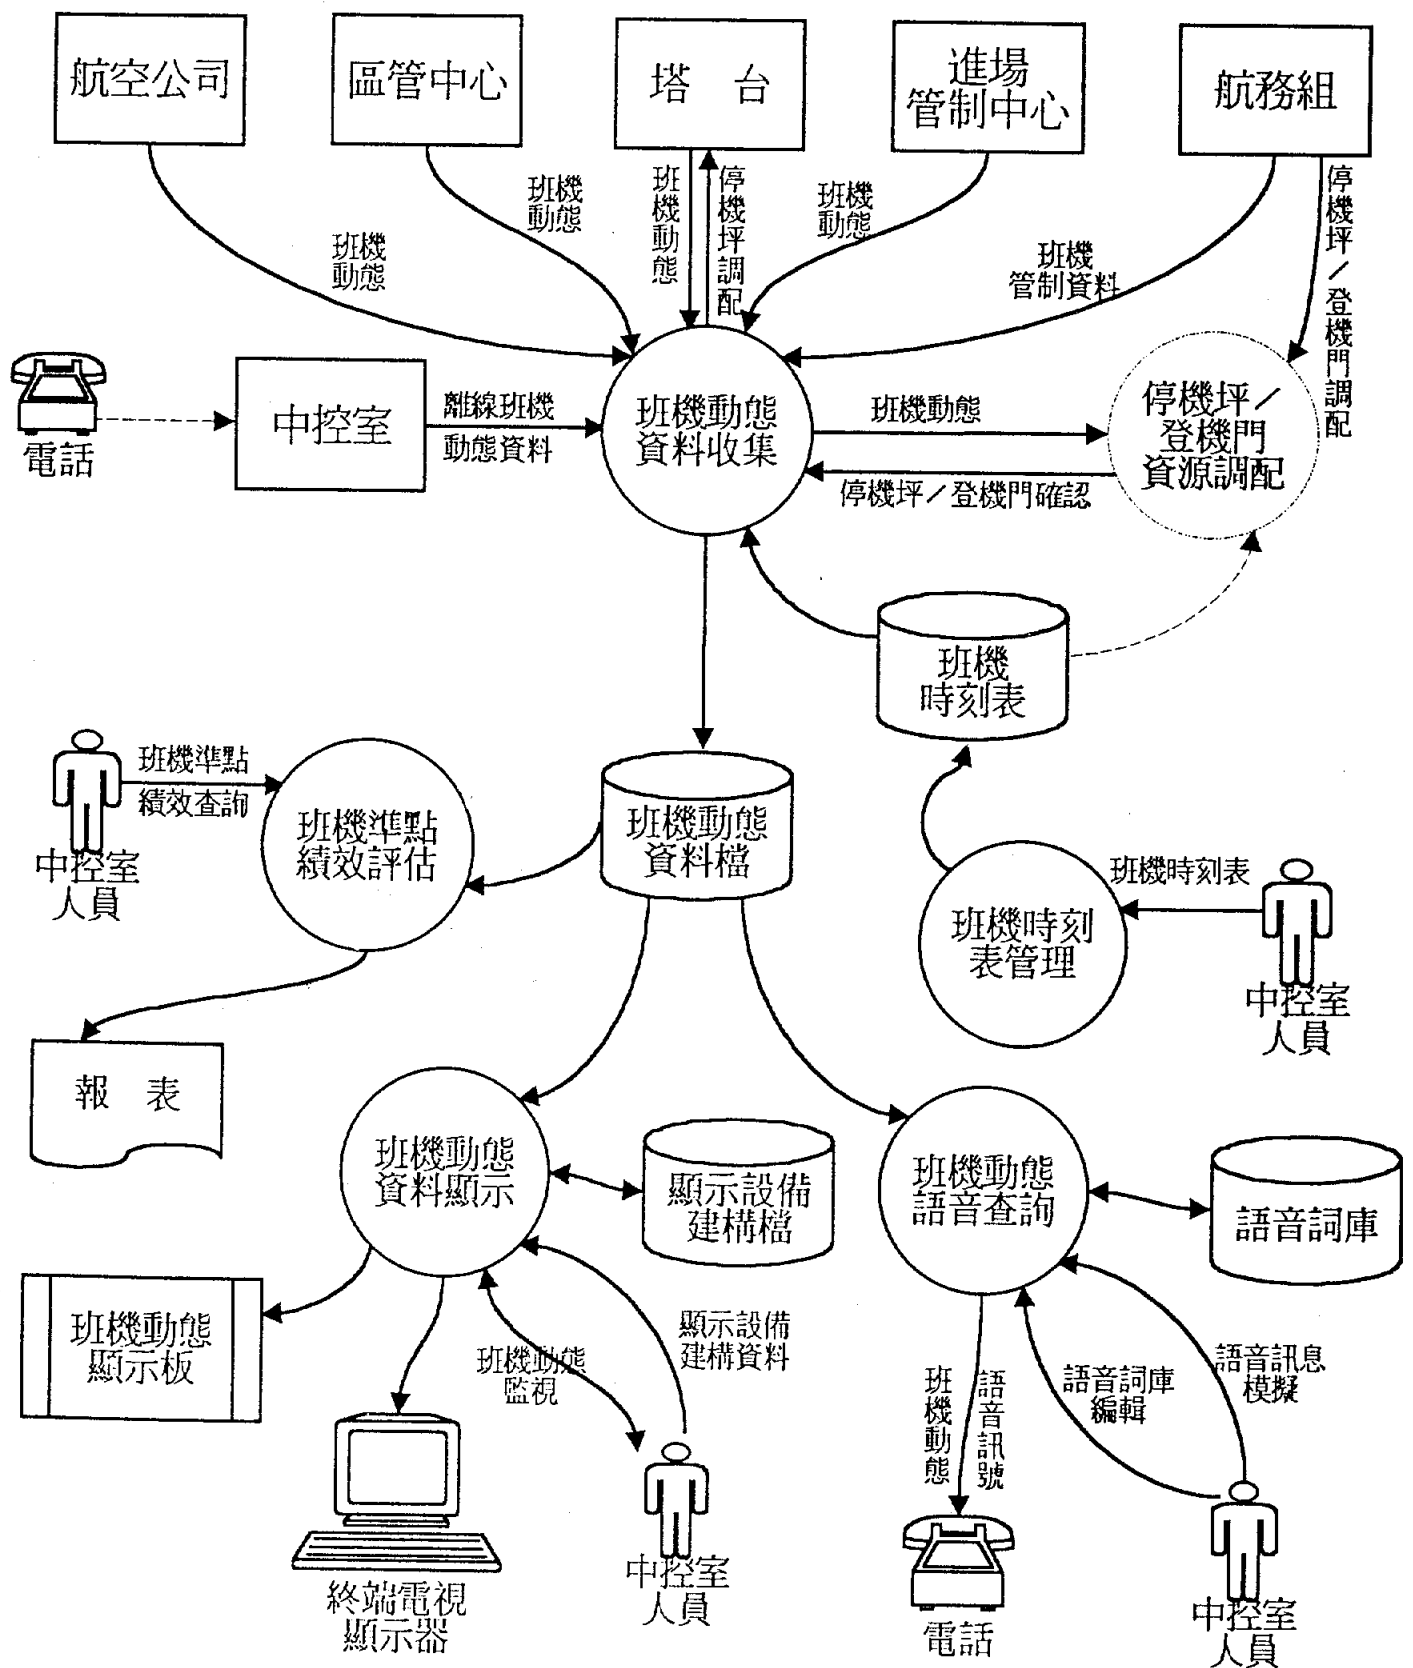 航空公司
區管中心
塔 台
進場
管制中心
航務組
班機
動態
班機
動態
班機動態
停機坪調配
班機
動態
班機
管制資料
停機坪／登機門調配
電話
中控室
離線班機
動態資料
班機動態
資料收集
班機動態
停機坪／登機門確認
停機坪／
登機門
資源調配
班機
時刻表
中控室
人員
班機準點
績效查詢
班機準點
績效評估
班機動態
資料檔
班機時刻
表管理
班機時刻表
中控室
人員
報 表
班機動態
資料顯示
顯示設備
建構檔
班機動態
語音查詢
語音詞庫
班機動態
顯示板
班機動態
監視
顯示設備
建構資料
班機動態
語音訊號
語音詞庫
編輯
語音訊息
模擬
終端電視
顯示器
中控室
人員
電話
中控室
人員